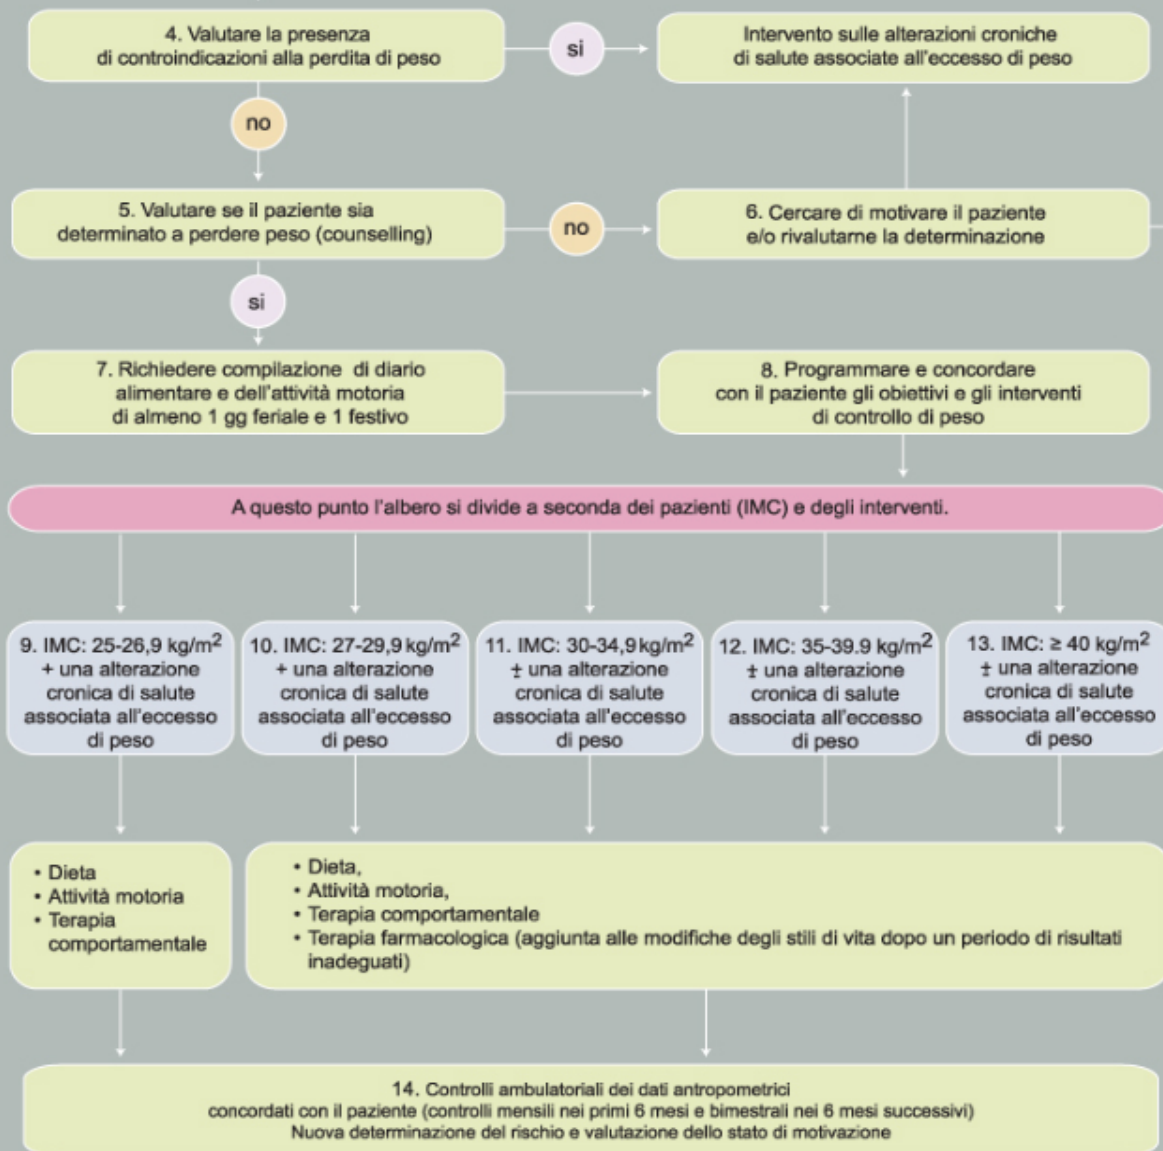 4. Valutare la presenza
di controindicazioni alla perdita di peso
si
Intervento sulle alterazioni croniche
di salute associate all'eccesso di peso
no
5. Valutare se il paziente sia
determinato a perdere peso (counselling)
no
6. Cercare di motivare il paziente
e/o rivalutarne la determinazione
si
7. Richiedere compilazione di diario
alimentare e dell'attività motoria
di almeno 1 gg feriale e 1 festivo
8. Programmare e concordare
con il paziente gli obiettivi e gli interventi
di controllo di peso
A questo punto l'albero si divide a seconda dei pazienti (IMC) e degli interventi.
9. IMC: 25-26,9 kg/m²
+ una alterazione
cronica di salute
associata all'eccesso
di peso
10. IMC: 27-29,9 kg/m²
+ una alterazione
cronica di salute
associata all'eccesso
di peso
11. IMC: 30-34,9 kg/m²
± una alterazione
cronica di salute
associata all'eccesso
di peso
12. IMC: 35-39.9 kg/m²
± una alterazione
cronica di salute
associata all'eccesso
di peso
13. IMC: ≥ 40 kg/m²
± una alterazione
cronica di salute
associata all'eccesso
di peso
• Dieta
• Attività motoria
• Terapia
comportamentale
• Dieta,
• Attività motoria,
• Terapia comportamentale
• Terapia farmacologica (aggiunta alle modifiche degli stili di vita dopo un periodo di risultati
inadeguati)
14. Controlli ambulatoriali dei dati antropometrici
concordati con il paziente (controlli mensili nei primi 6 mesi e bimestrali nei 6 mesi successivi)
Nuova determinazione del rischio e valutazione dello stato di motivazione